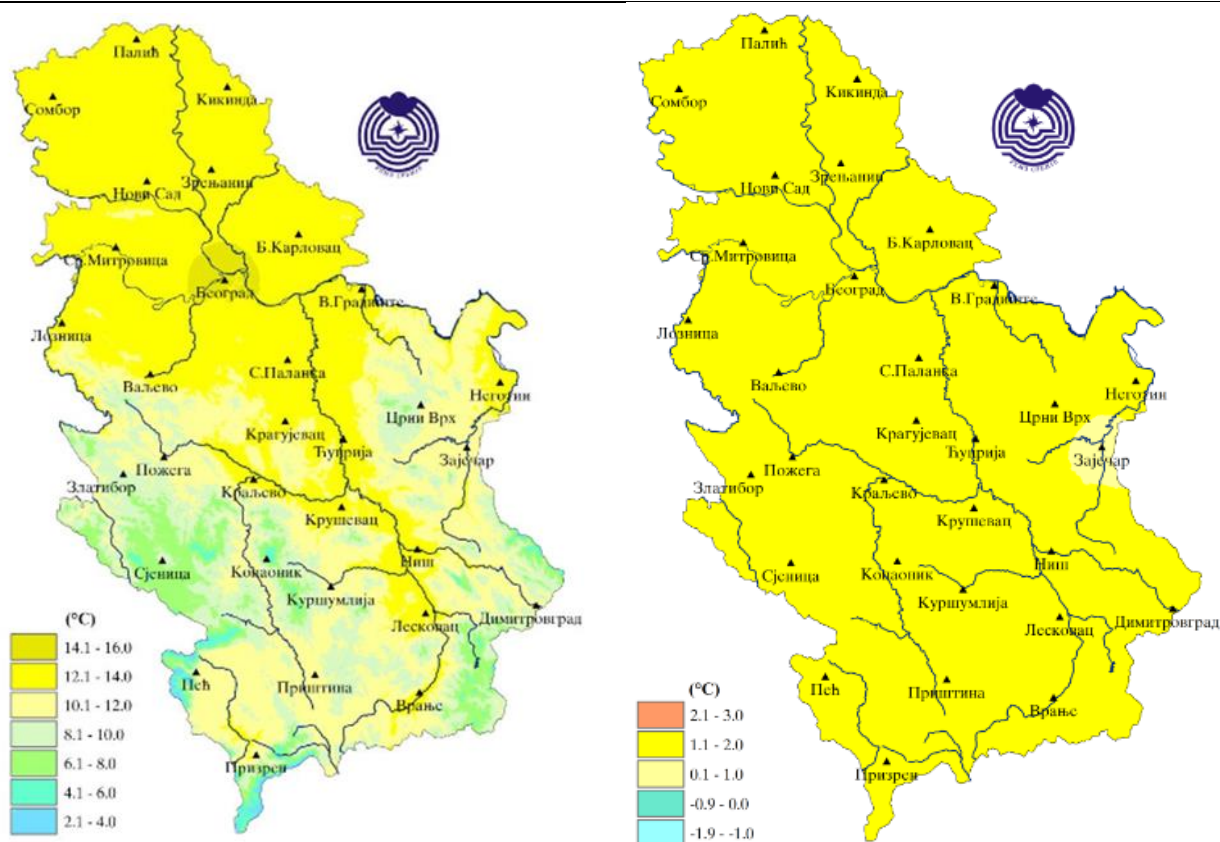 Палић
Кикинда
Сомбор
Зрењанин
Нови Сад
Б.Карловац
Ср.Митровица
Београд
В.Градиште
Лозница
С.Паланка
Ваљево
Неготин
Црни Врх
Крагујевац
Ћуприја
Зајечар
Пожега
Златибор
Краљево
Крушевац
Ниш
Сјеница
Копаоник
Куршумлија
Димитровград
Лесковац
Пећ
Приштина
Врање
Призрен
(°C)
14.1 - 16.0
12.1 - 14.0
10.1 - 12.0
8.1 - 10.0
6.1 - 8.0
4.1 - 6.0
2.1 - 4.0
Палић
Кикинда
Сомбор
Зрењанин
Нови Сад
Б.Карловац
Ср.Митровица
Београд
В.Градиште
Лозница
С.Паланка
Ваљево
Неготин
Црни Врх
Крагујевац
Ћуприја
Зајечар
Пожега
Златибор
Краљево
Крушевац
Ниш
Сјеница
Копаоник
Куршумлија
Димитровград
Лесковац
Пећ
Приштина
Врање
Призрен
(°C)
2.1 - 3.0
1.1 - 2.0
0.1 - 1.0
-0.9 - 0.0
-1.9 - -1.0